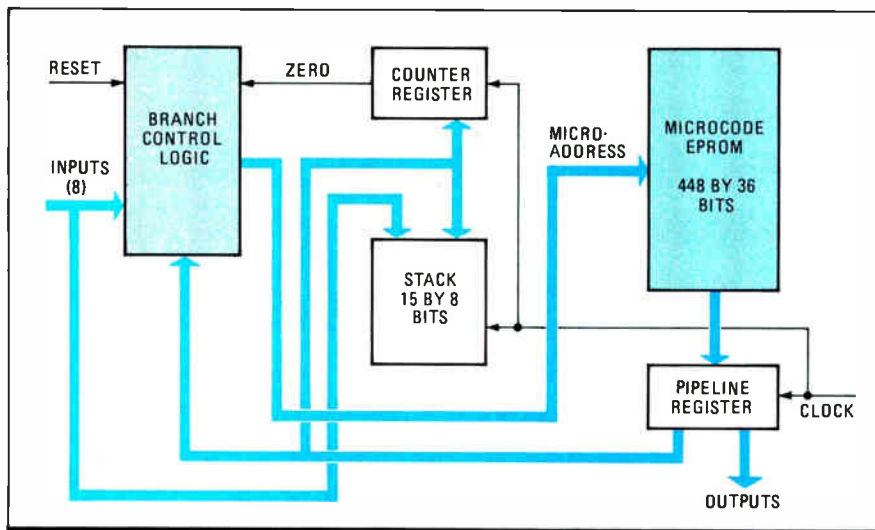 RESET
BRANCH
CONTROL
LOGIC
ZERO
COUNTER
REGISTER
MICRO-
ADDRESS
MICROCODE
EPROM
448 BY 36
BITS
INPUTS
(8)
STACK
15 BY 8
BITS
PIPELINE
REGISTER
CLOCK
OUTPUTS